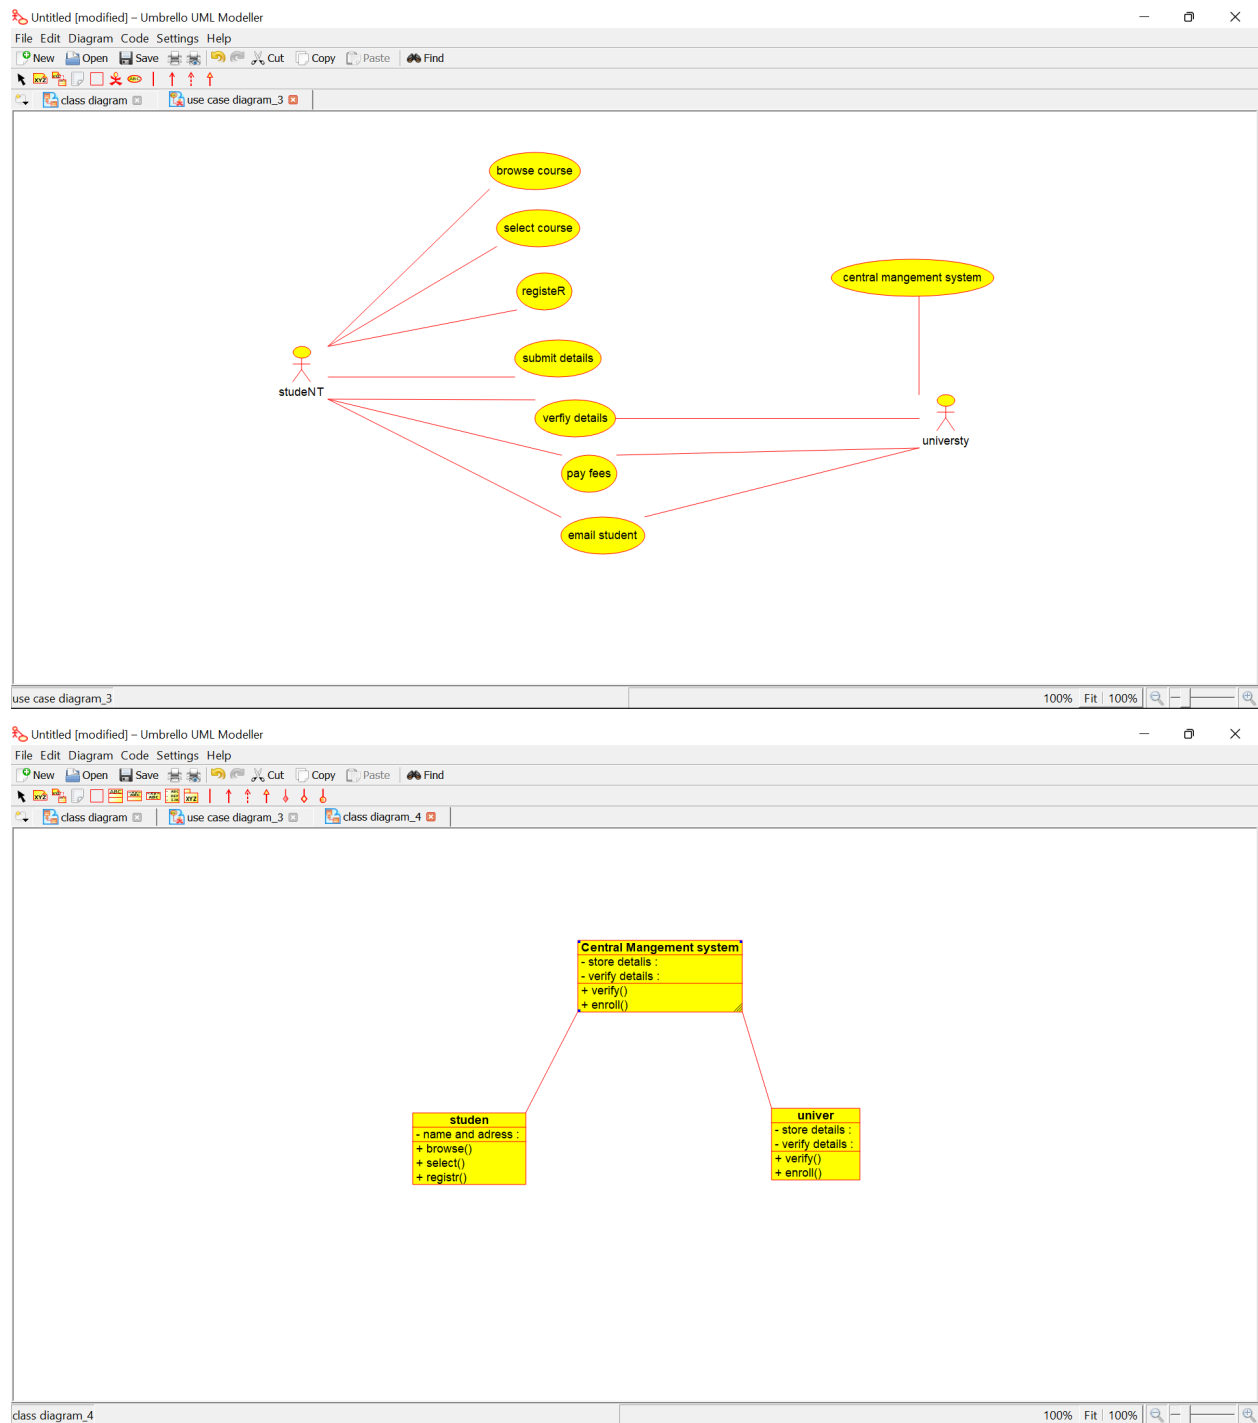 Untitled [modified] – Umbrello UML Modeller
File Edit Diagram Code Settings Help
New Open Save Cut Copy Paste Find
class diagram use case diagram_3
browse course
select course
central mangement system
registeR
submit details
studeNT
verfiy details
universty
pay fees
email student
use case diagram_3 100% Fit 100%
Untitled [modified] – Umbrello UML Modeller
File Edit Diagram Code Settings Help
New Open Save Cut Copy Paste Find
class diagram use case diagram_3 class diagram_4
Central Mangement system
- store detalis :
- verify details :
+ verify()
+ enroll()
studen
- name and adress :
+ browse()
+ select()
+ registr()
univer
- store details :
- verify details :
+ verify()
+ enroll()
class diagram_4 100% Fit 100%